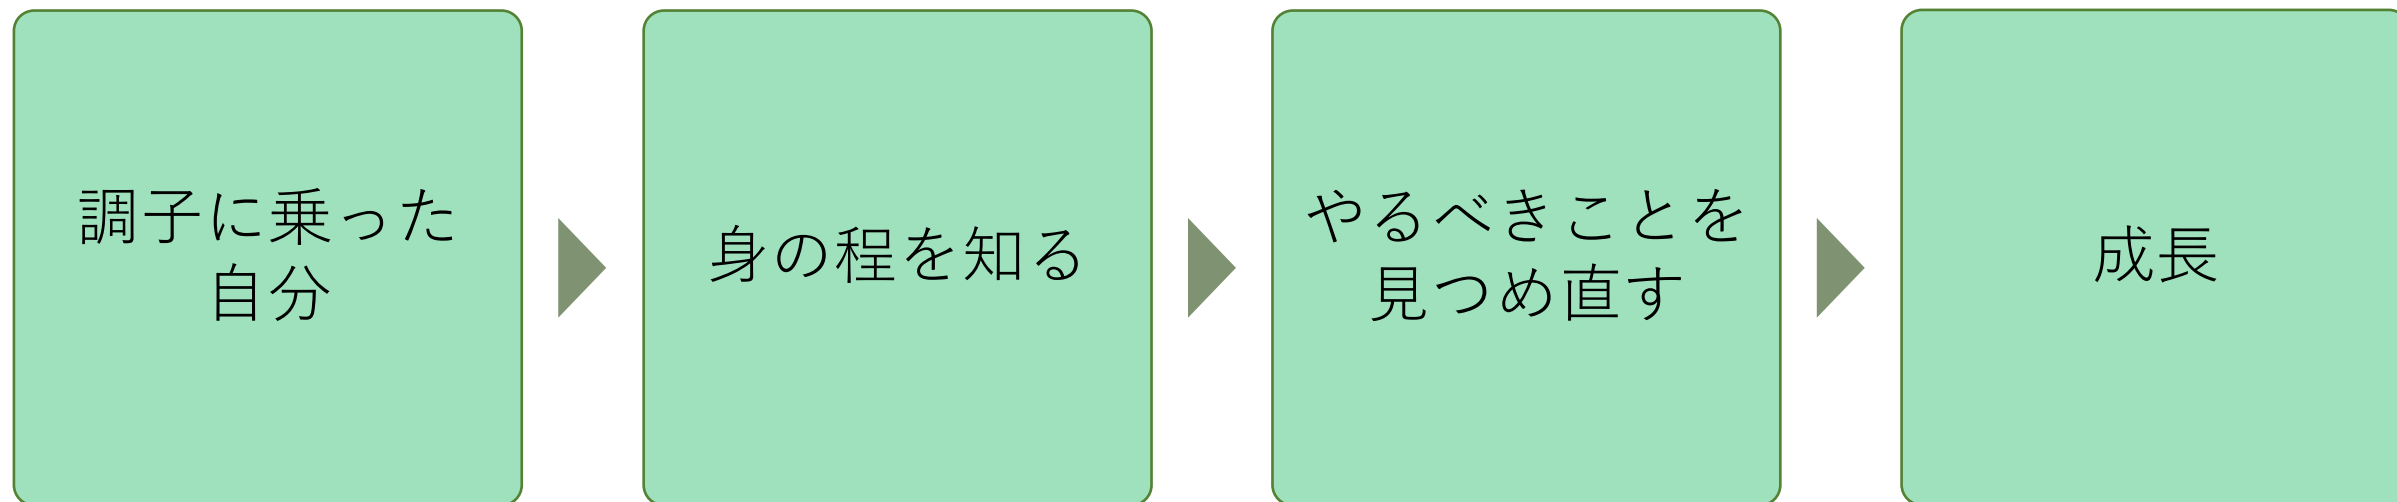 調子に乗った
自分
身の程を知る
やるべきことを
見つめ直す
成長